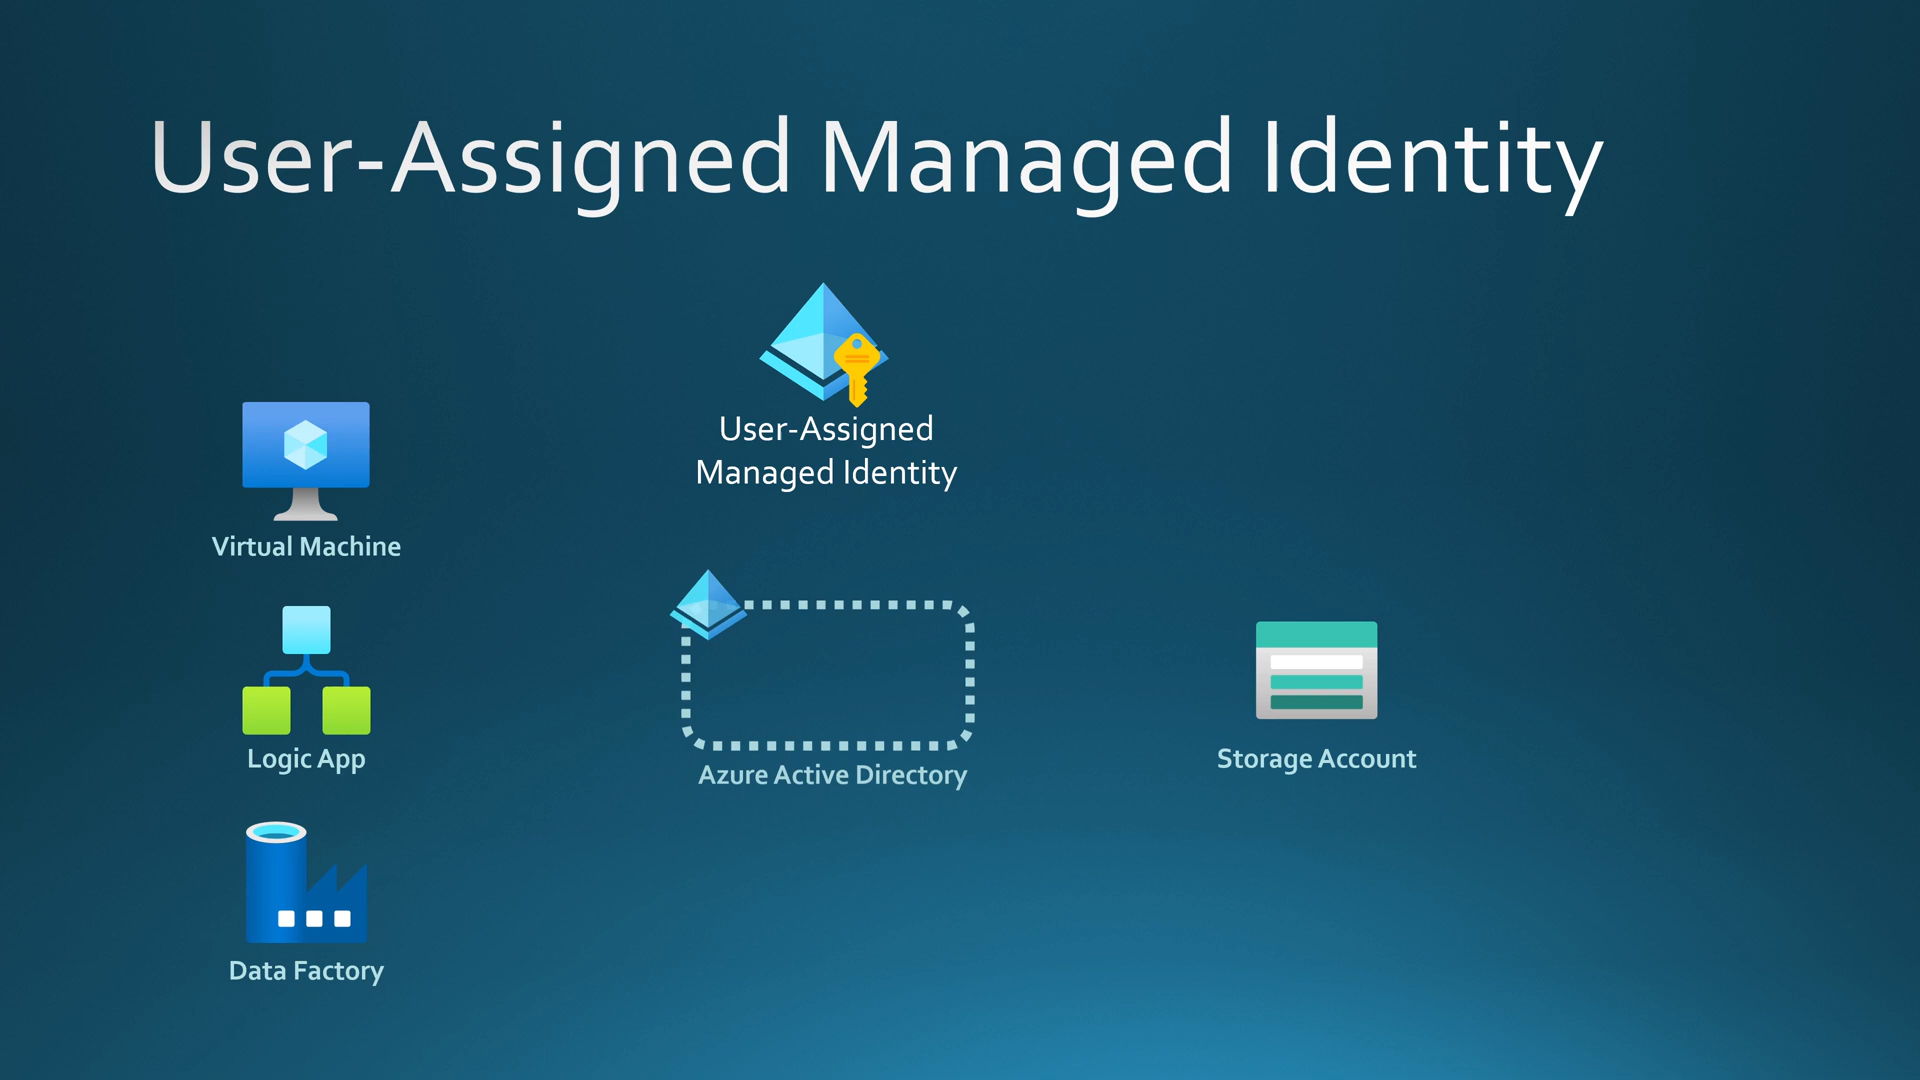 User-Assigned Managed Identity
User-Assigned
Managed Identity
Virtual Machine
Logic App
Azure Active Directory
Storage Account
Data Factory